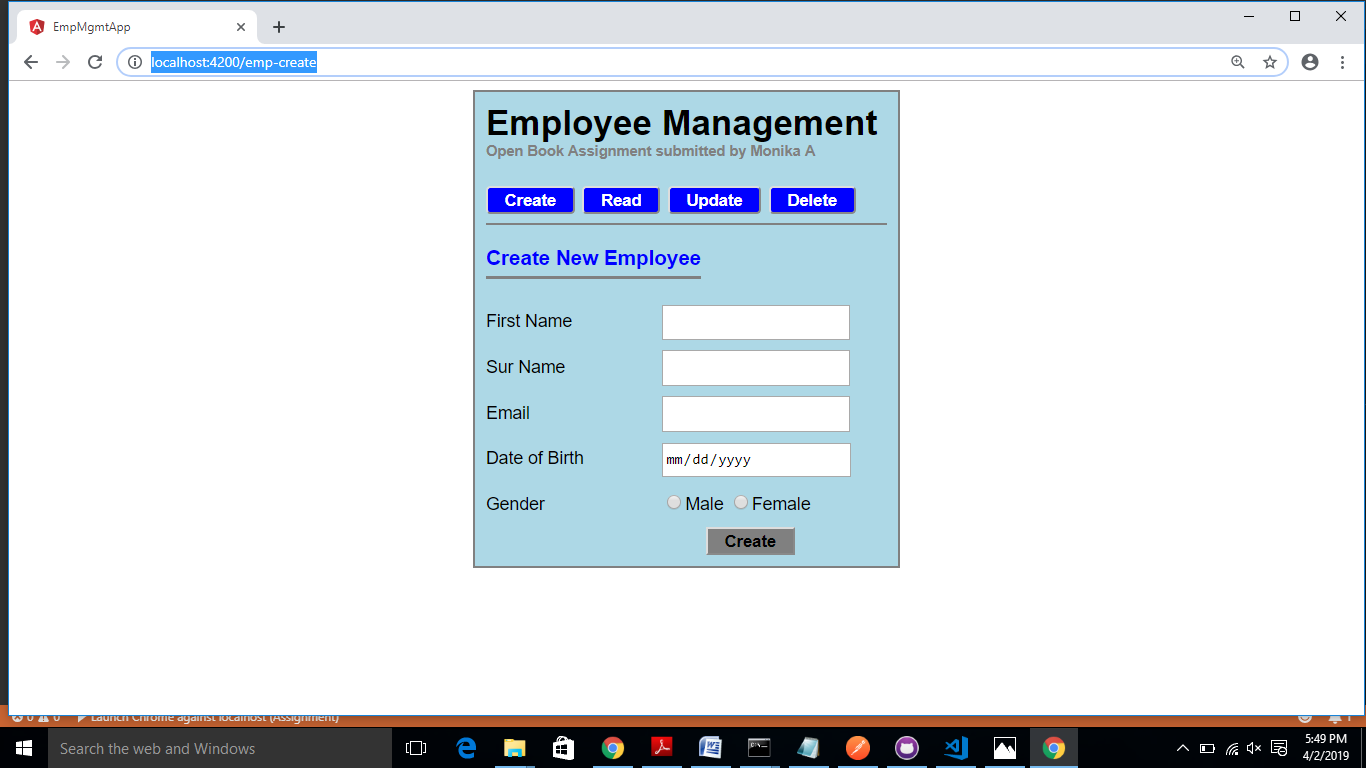 EmpMgmtApp
localhost:4200/emp-create
Employee Management
Open Book Assignment submitted by Monika A
Create Read Update Delete
Create New Employee
First Name
Sur Name
Email
Date of Birth mm/dd/yyyy
Gender Male Female
Create
0 0 Launch Chrome against localhost (Assignment) 1
Search the web and Windows
5:49 PM
4/2/2019